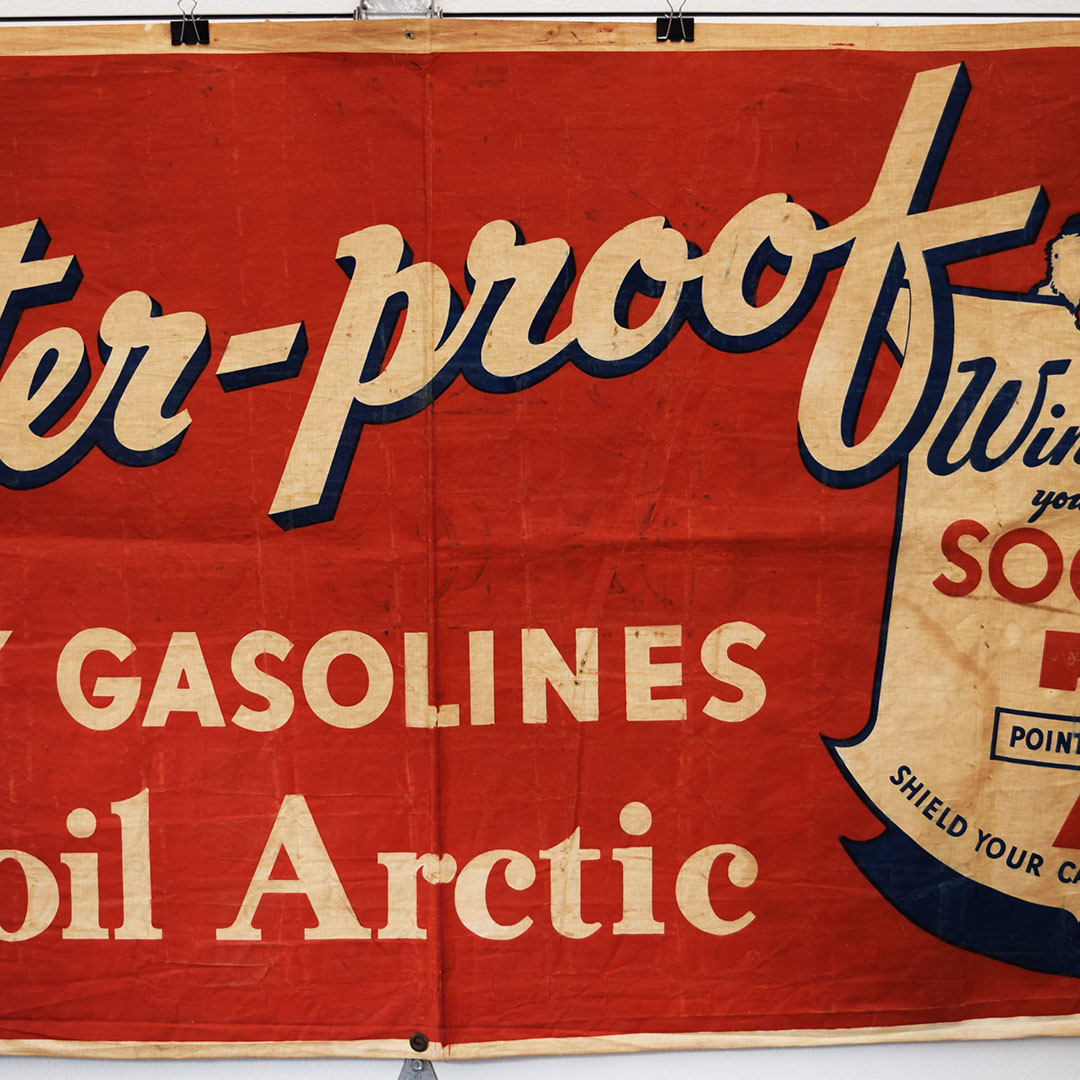 ter-proof
GASOLINES
oil Arctic
Win
you
SOC
POINT
SHIELD YOUR CA